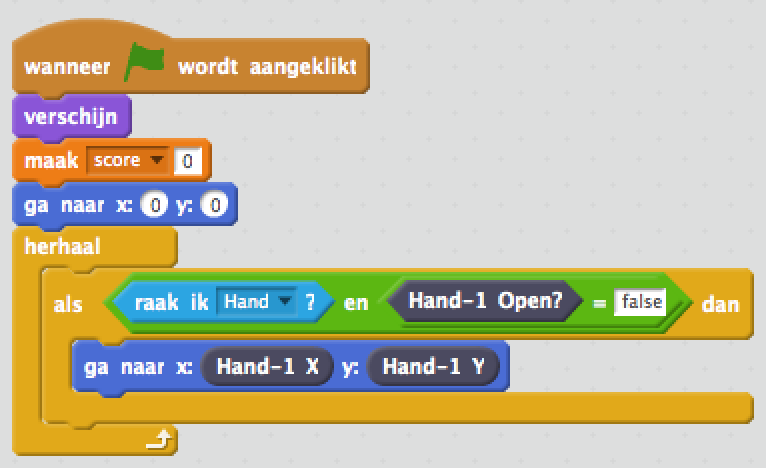 wanneer wordt aangeklikt
verschijn
maak score 0
ga naar x: 0 y: 0
herhaal
als raak ik Hand ? en Hand-1 Open? = false dan
ga naar x: Hand-1 X y: Hand-1 Y